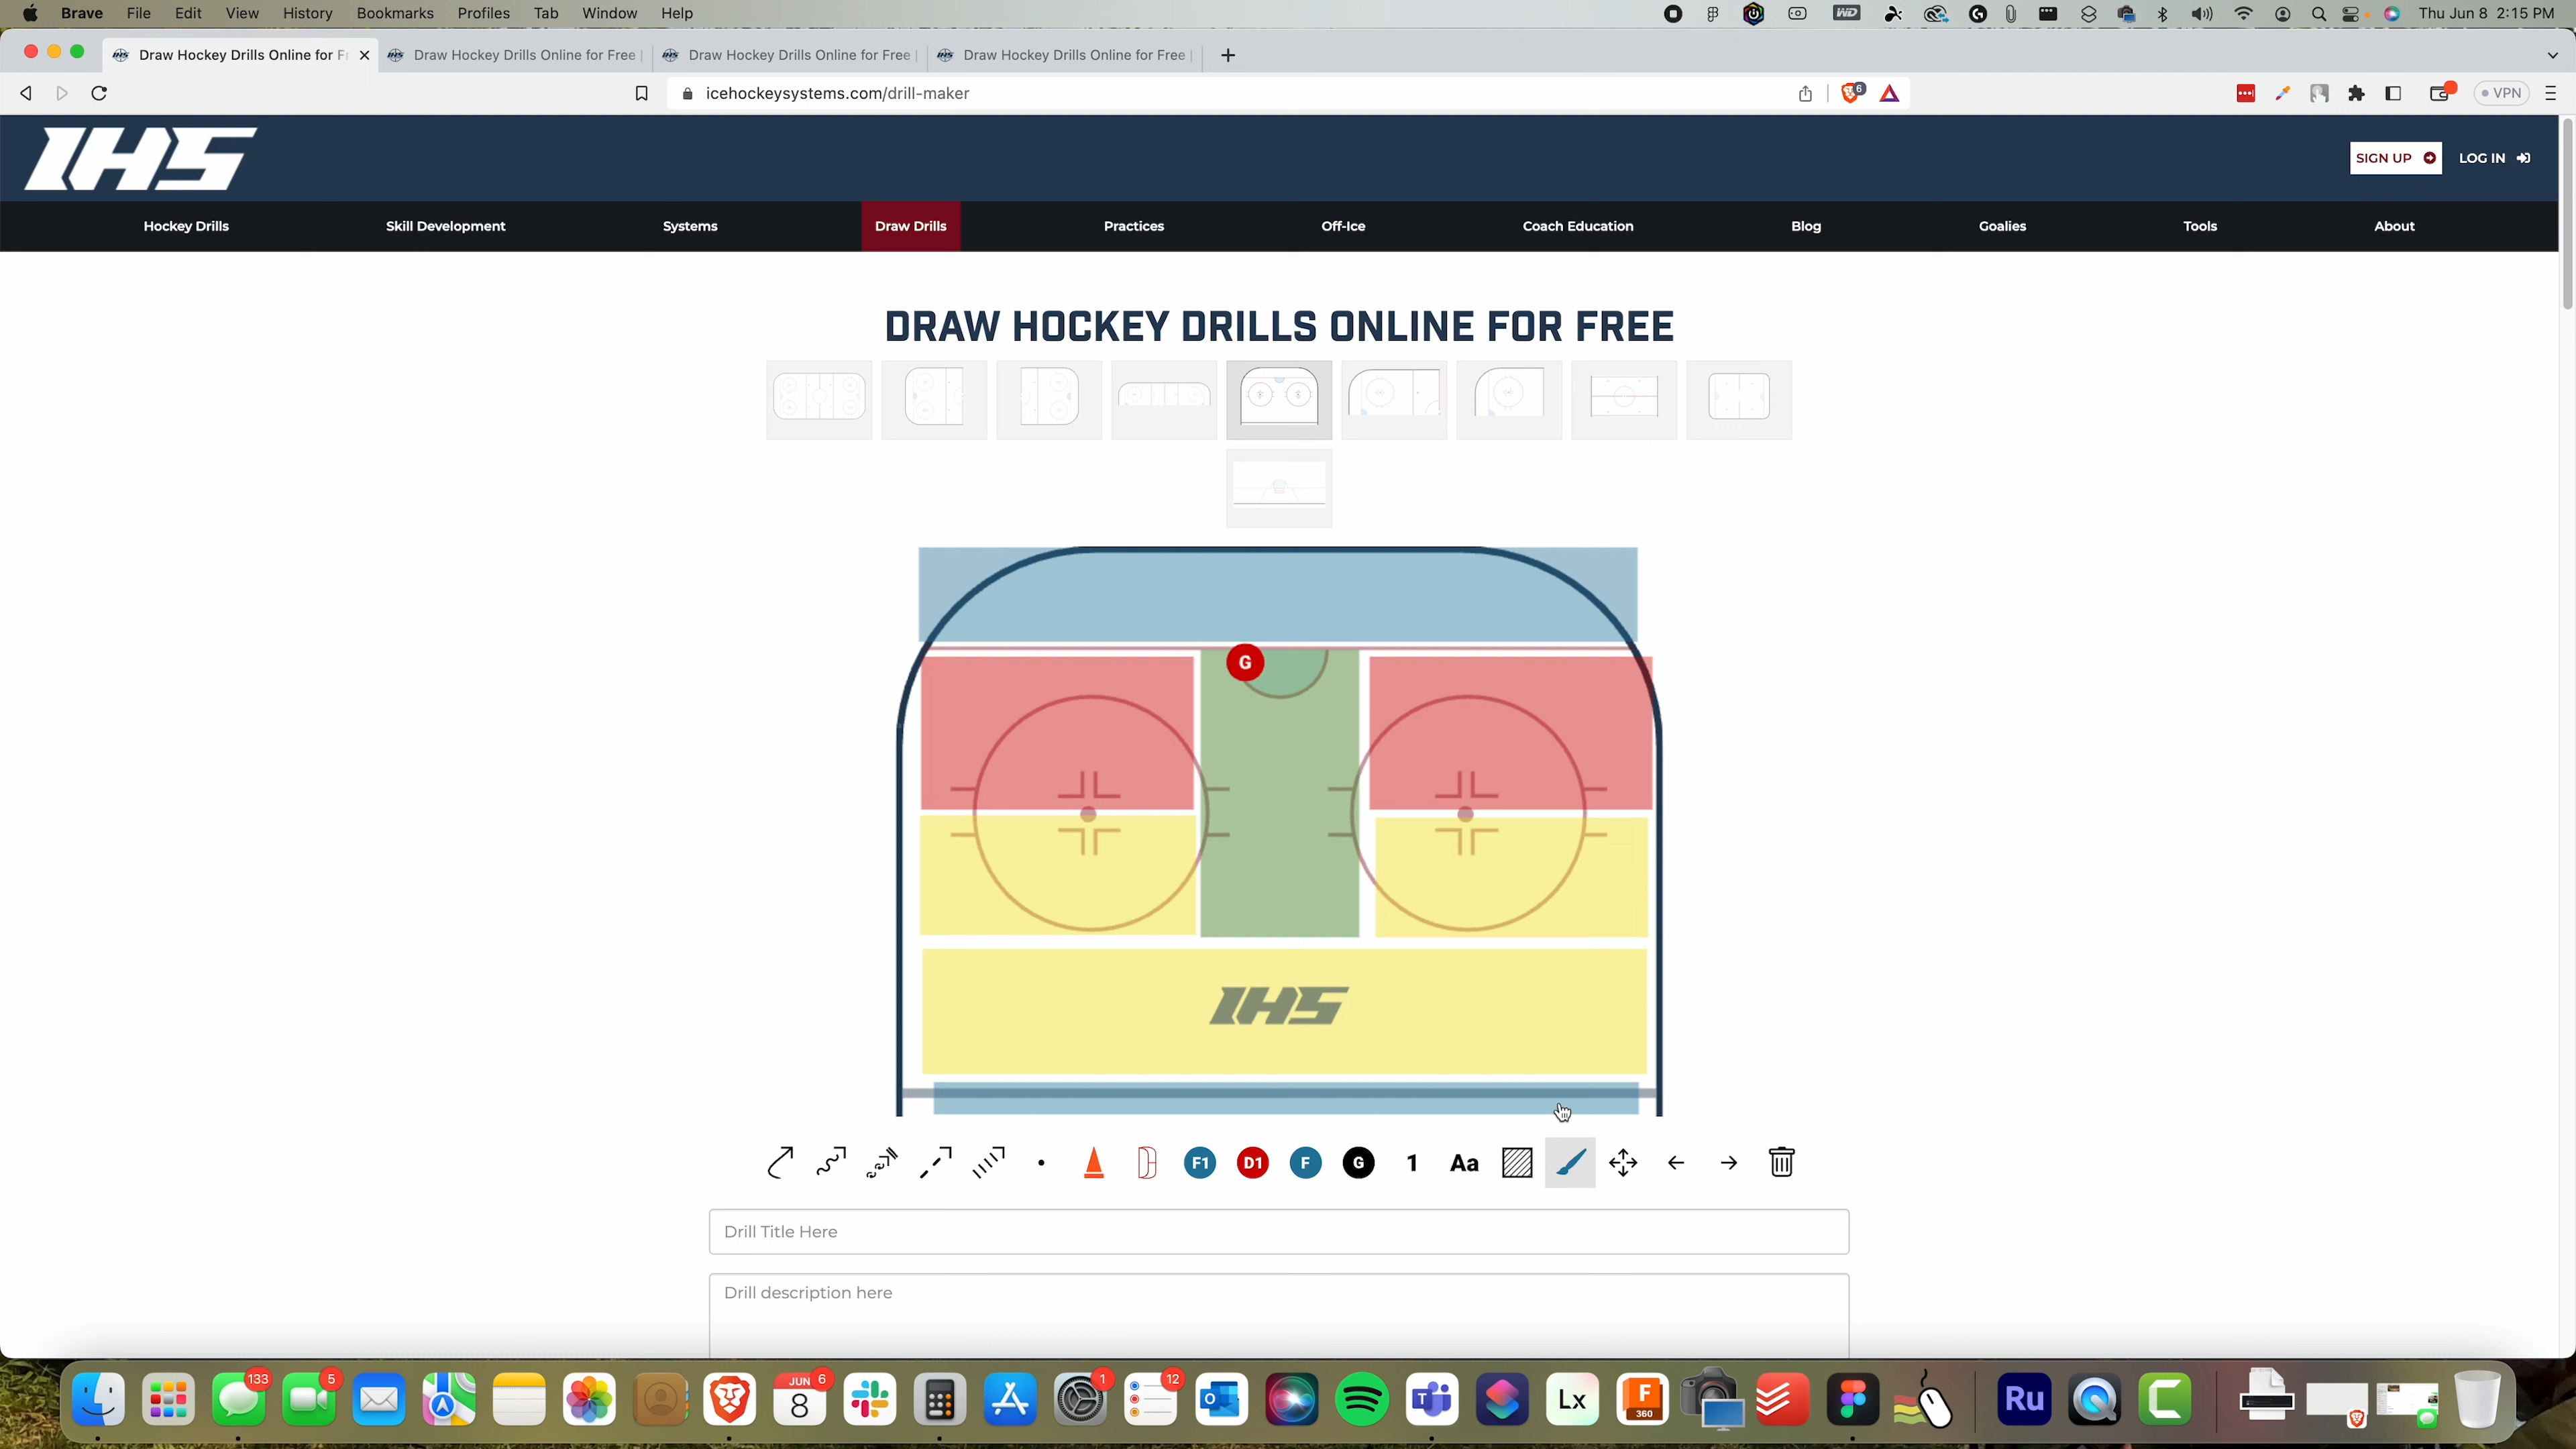 Brave File Edit View History Bookmarks Profiles Tab Window Help
WD
Thu Jun 8 2:15 PM
Draw Hockey Drills Online for Fr
Draw Hockey Drills Online for Free
Draw Hockey Drills Online for Free
Draw Hockey Drills Online for Free
icehockeysystems.com/drill-maker
6
VPN
IHS
SIGN UP
LOG IN
Hockey Drills Skill Development Systems Draw Drills Practices Off-Ice Coach Education Blog Goalies Tools About
DRAW HOCKEY DRILLS ONLINE FOR FREE
G
IHS
F1 D1 F G 1 Aa
Drill Title Here
Drill description here
133 5 JUN 8 6 1 12 Lx F 360 Ru C